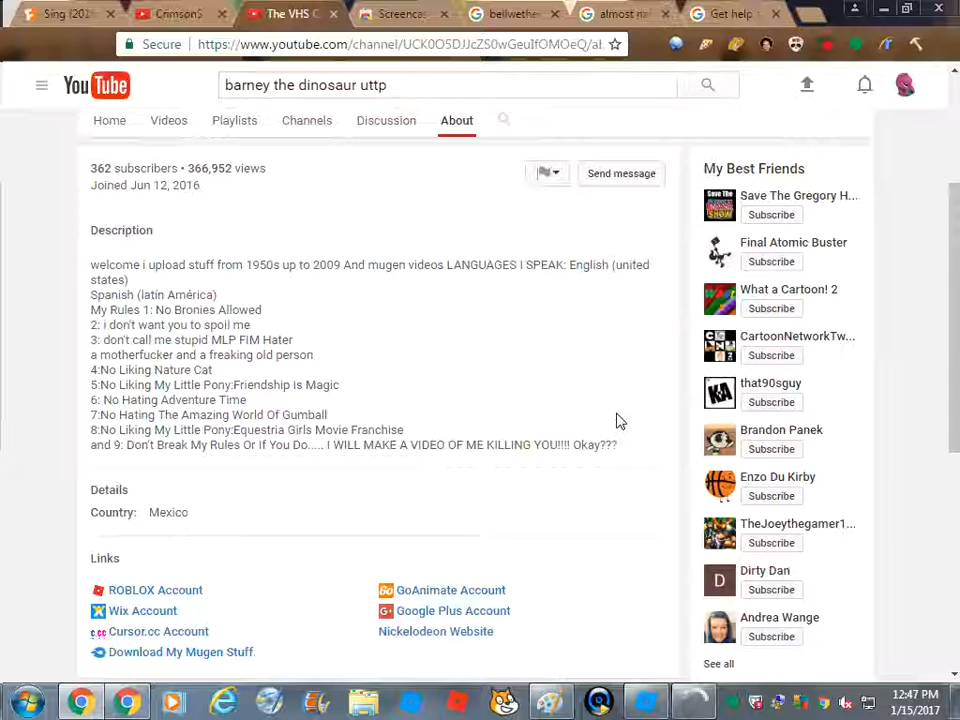 Sing (201
CrimsonS
The VHS C
Screencas
bellwethe
almost na
Get help
Secure
https://www.youtube.com/channel/UCK0O5DJJcZS0wGeuIfOMOeQ/ab
YouTube
barney the dinosaur uttp
Home Videos Playlists Channels Discussion About
362 subscribers • 366,952 views
Joined Jun 12, 2016
Send message
Description
welcome i upload stuff from 1950s up to 2009 And mugen videos LANGUAGES I SPEAK: English (united
states)
Spanish (latín América)
My Rules 1: No Bronies Allowed
2: i don't want you to spoil me
3: don't call me stupid MLP FIM Hater
a motherfucker and a freaking old person
4:No Liking Nature Cat
5:No Liking My Little Pony:Friendship Is Magic
6: No Hating Adventure Time
7:No Hating The Amazing World Of Gumball
8:No Liking My Little Pony:Equestria Girls Movie Franchise
and 9: Don't Break My Rules Or If You Do..... I WILL MAKE A VIDEO OF ME KILLING YOU!!!! Okay???
Details
Country: Mexico
Links
ROBLOX Account
GoAnimate Account
Wix Account
Google Plus Account
Cursor.cc Account
Nickelodeon Website
Download My Mugen Stuff.
My Best Friends
Save The Gregory H...
Subscribe
Final Atomic Buster
Subscribe
What a Cartoon! 2
Subscribe
CartoonNetworkTw...
Subscribe
that90sguy
Subscribe
Brandon Panek
Subscribe
Enzo Du Kirby
Subscribe
TheJoeythegamer1...
Subscribe
D
Dirty Dan
Subscribe
Andrea Wange
Subscribe
See all
12:47 PM
1/15/2017